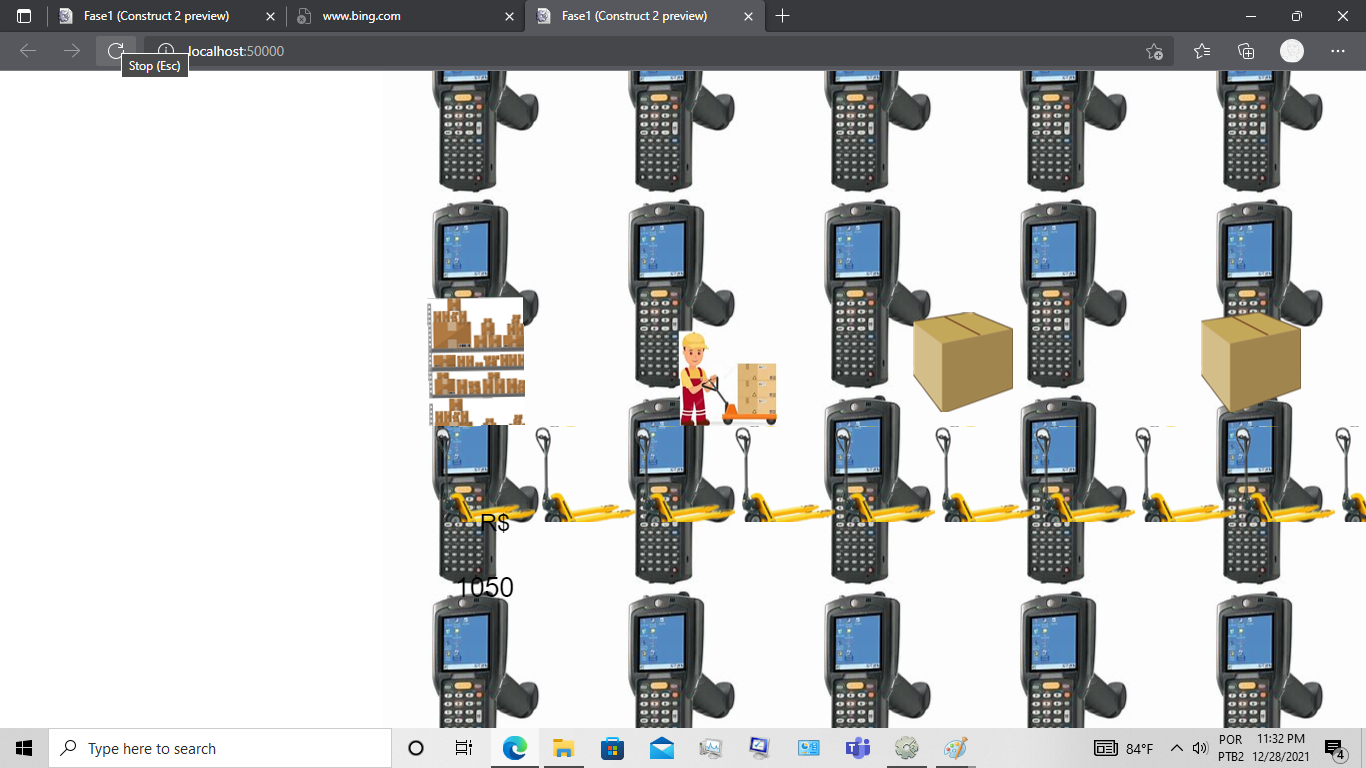 Fase1 (Construct 2 preview)
www.bing.com
Fase1 (Construct 2 preview)
localhost:50000
Stop (Esc)
R$
1050
Type here to search
84°F
POR
PTB2
11:32 PM
12/28/2021
4